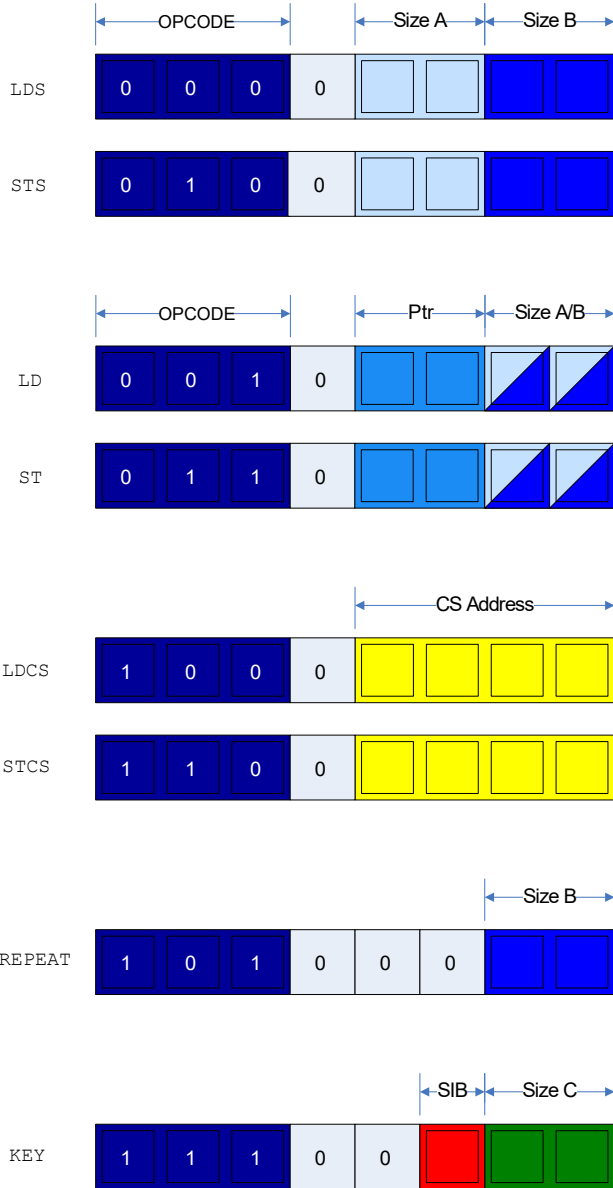 OPCODE Size A Size B
LDS 0 0 0 0
STS 0 1 0 0
OPCODE Ptr Size A/B
LD 0 0 1 0
ST 0 1 1 0
CS Address
LDCS 1 0 0 0
STCS 1 1 0 0
Size B
REPEAT 1 0 1 0 0 0
SIB Size C
KEY 1 1 1 0 0